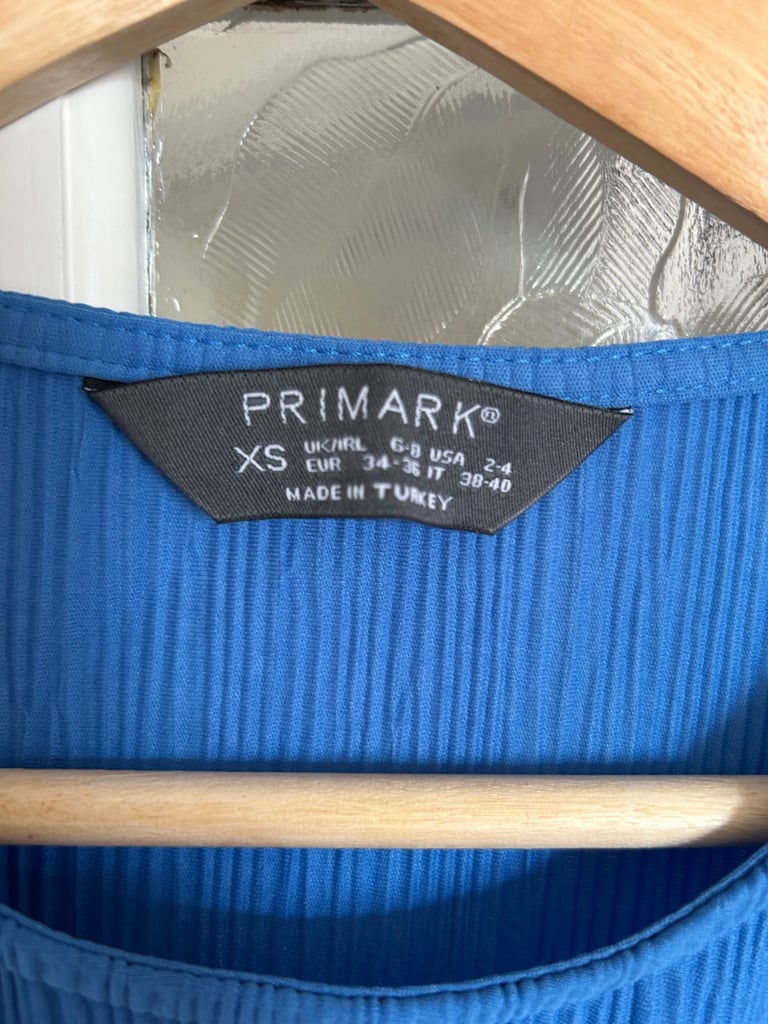 PRIMARK®
XS UK/IRL 6-8 USA 2-4
EUR 34-36 IT 38-40
MADE IN TURKEY